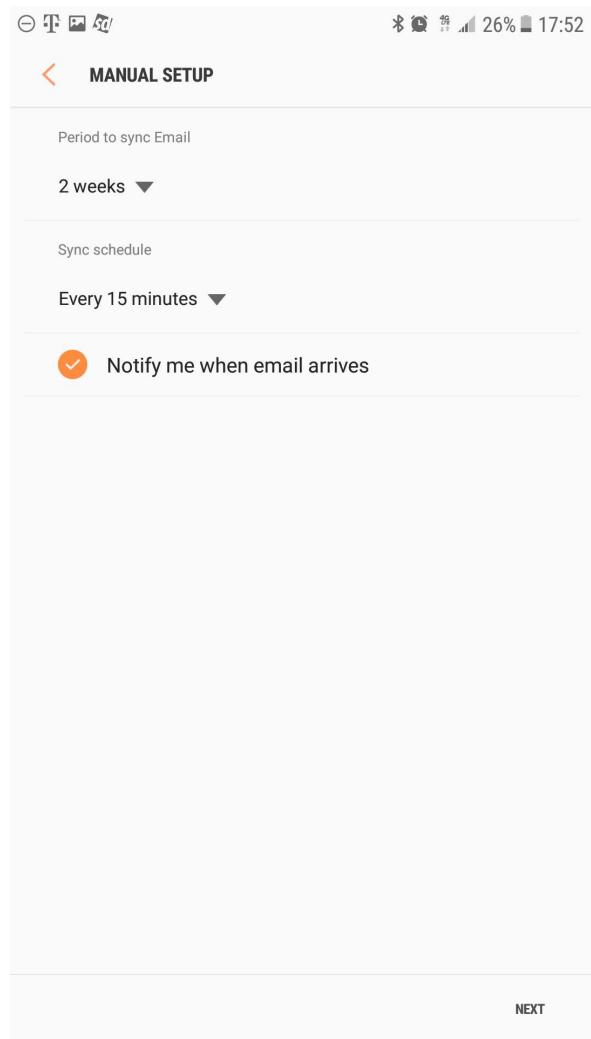 4G 26% 17:52
MANUAL SETUP
Period to sync Email
2 weeks
Sync schedule
Every 15 minutes
Notify me when email arrives
NEXT